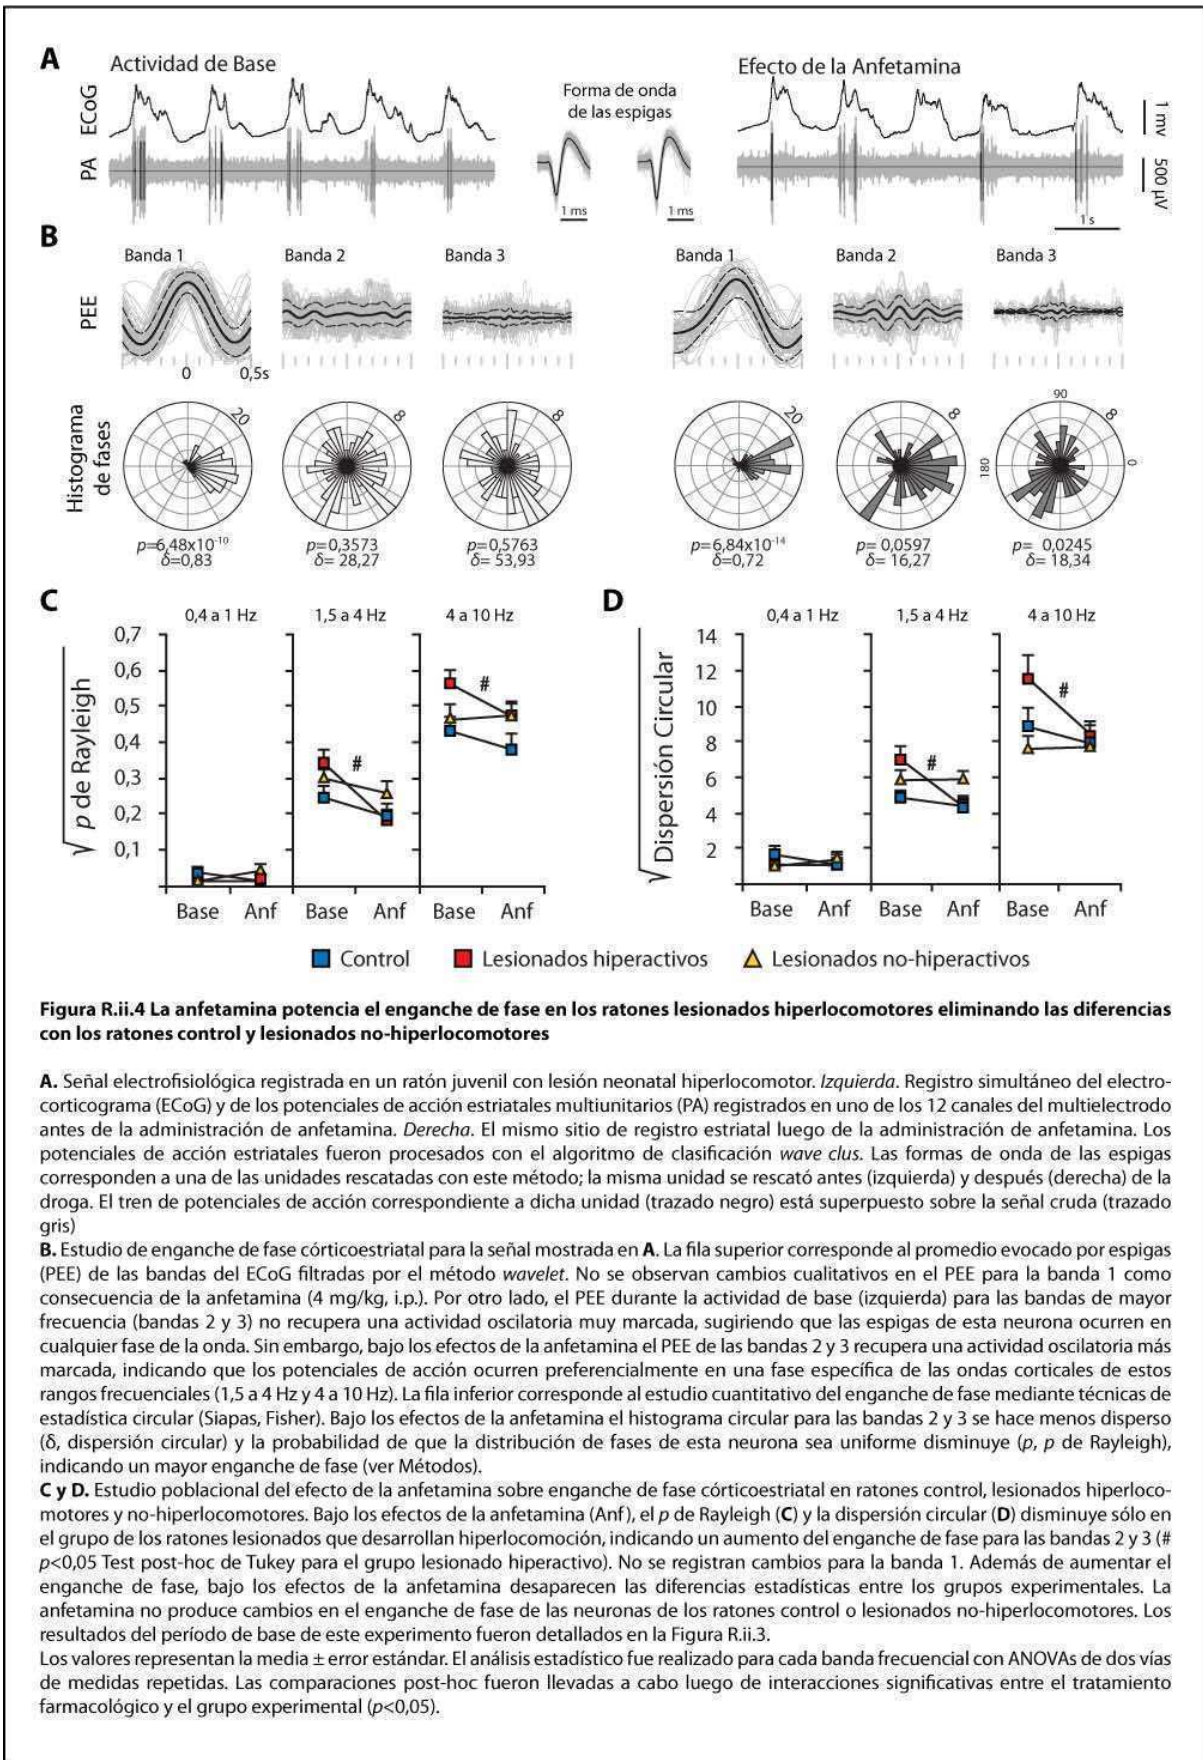 A
Actividad de Base
Efecto de la Anfetamina
ECoG
PA
Forma de onda
de las espigas
1 ms
1 ms
1 mv
500 µV
1 s
B
Banda 1
Banda 2
Banda 3
Banda 1
Banda 2
Banda 3
PEE
0
0,5s
Histograma
de fases
20
8
8
20
8
8
90
180
0
p=6,48x10⁻¹⁰
δ=0,83
p=0,3573
δ= 28,27
p=0,5763
δ= 53,93
p=6,84x10⁻¹⁴
δ=0,72
p= 0,0597
δ= 16,27
p= 0,0245
δ= 18,34
C
0,4 a 1 Hz
1,5 a 4 Hz
4 a 10 Hz
√ p de Rayleigh
0,7
0,6
0,5
0,4
0,3
0,2
0,1
#
#
Base Anf Base Anf Base Anf
D
0,4 a 1 Hz
1,5 a 4 Hz
4 a 10 Hz
√ Dispersión Circular
14
12
10
8
6
4
2
#
#
Base Anf Base Anf Base Anf
Control Lesionados hiperactivos Lesionados no-hiperactivos
Figura R.ii.4 La anfetamina potencia el enganche de fase en los ratones lesionados hiperlocomotores eliminando las diferencias
con los ratones control y lesionados no-hiperlocomotores
A. Señal electrofisiológica registrada en un ratón juvenil con lesión neonatal hiperlocomotor. Izquierda. Registro simultáneo del electro-
corticograma (ECoG) y de los potenciales de acción estriatales multiunitarios (PA) registrados en uno de los 12 canales del multielectrodo
antes de la administración de anfetamina. Derecha. El mismo sitio de registro estriatal luego de la administración de anfetamina. Los
potenciales de acción estriatales fueron procesados con el algoritmo de clasificación wave clus. Las formas de onda de las espigas
corresponden a una de las unidades rescatadas con este método; la misma unidad se rescató antes (izquierda) y después (derecha) de la
droga. El tren de potenciales de acción correspondiente a dicha unidad (trazado negro) está superpuesto sobre la señal cruda (trazado
gris)
B. Estudio de enganche de fase córticoestriatal para la señal mostrada en A. La fila superior corresponde al promedio evocado por espigas
(PEE) de las bandas del ECoG filtradas por el método wavelet. No se observan cambios cualitativos en el PEE para la banda 1 como
consecuencia de la anfetamina (4 mg/kg, i.p.). Por otro lado, el PEE durante la actividad de base (izquierda) para las bandas de mayor
frecuencia (bandas 2 y 3) no recupera una actividad oscilatoria muy marcada, sugiriendo que las espigas de esta neurona ocurren en
cualquier fase de la onda. Sin embargo, bajo los efectos de la anfetamina el PEE de las bandas 2 y 3 recupera una actividad oscilatoria más
marcada, indicando que los potenciales de acción ocurren preferencialmente en una fase específica de las ondas corticales de estos
rangos frecuenciales (1,5 a 4 Hz y 4 a 10 Hz). La fila inferior corresponde al estudio cuantitativo del enganche de fase mediante técnicas de
estadística circular (Siapas, Fisher). Bajo los efectos de la anfetamina el histograma circular para las bandas 2 y 3 se hace menos disperso
(δ, dispersión circular) y la probabilidad de que la distribución de fases de esta neurona sea uniforme disminuye (p, p de Rayleigh),
indicando un mayor enganche de fase (ver Métodos).
C y D. Estudio poblacional del efecto de la anfetamina sobre enganche de fase córticoestriatal en ratones control, lesionados hiperloco-
motores y no-hiperlocomotores. Bajo los efectos de la anfetamina (Anf), el p de Rayleigh (C) y la dispersión circular (D) disminuye sólo en
el grupo de los ratones lesionados que desarrollan hiperlocomoción, indicando un aumento del enganche de fase para las bandas 2 y 3 (#
p<0,05 Test post-hoc de Tukey para el grupo lesionado hiperactivo). No se registran cambios para la banda 1. Además de aumentar el
enganche de fase, bajo los efectos de la anfetamina desaparecen las diferencias estadísticas entre los grupos experimentales. La
anfetamina no produce cambios en el enganche de fase de las neuronas de los ratones control o lesionados no-hiperlocomotores. Los
resultados del período de base de este experimento fueron detallados en la Figura R.ii.3.
Los valores representan la media ± error estándar. El análisis estadístico fue realizado para cada banda frecuencial con ANOVAs de dos vías
de medidas repetidas. Las comparaciones post-hoc fueron llevadas a cabo luego de interacciones significativas entre el tratamiento
farmacológico y el grupo experimental (p<0,05).